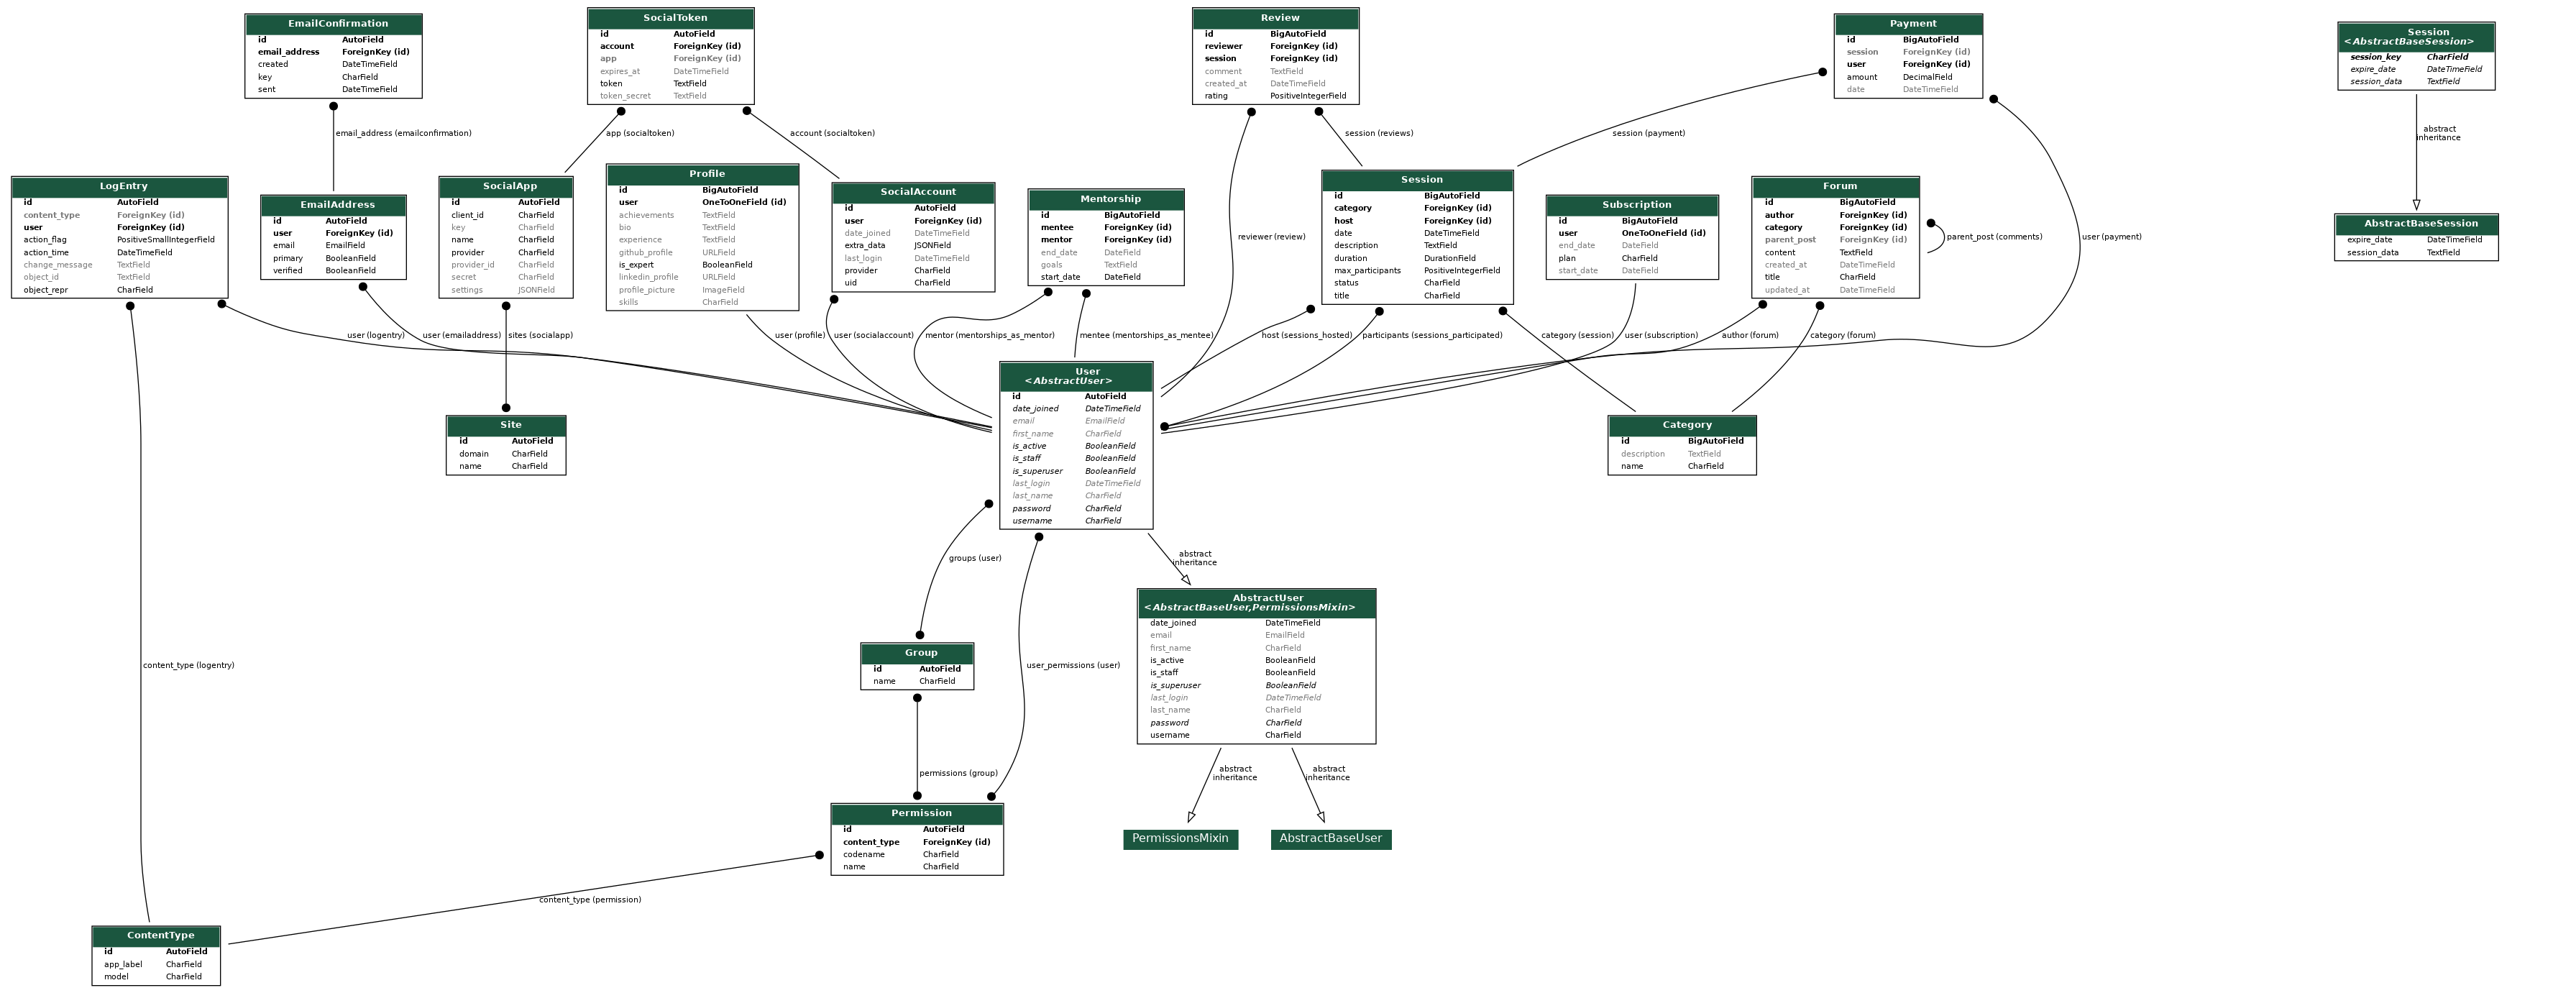 EmailConfirmation
id AutoField
email_address ForeignKey (id)
created DateTimeField
key CharField
sent DateTimeField
SocialToken
id AutoField
account ForeignKey (id)
app ForeignKey (id)
expires_at DateTimeField
token TextField
token_secret TextField
Review
id BigAutoField
reviewer ForeignKey (id)
session ForeignKey (id)
comment TextField
created_at DateTimeField
rating PositiveIntegerField
Payment
id BigAutoField
session ForeignKey (id)
user ForeignKey (id)
amount DecimalField
date DateTimeField
Session
<AbstractBaseSession>
session_key CharField
expire_date DateTimeField
session_data TextField
email_address (emailconfirmation)
app (socialtoken)
account (socialtoken)
session (reviews)
session (payment)
abstract
inheritance
LogEntry
id AutoField
content_type ForeignKey (id)
user ForeignKey (id)
action_flag PositiveSmallIntegerField
action_time DateTimeField
change_message TextField
object_id TextField
object_repr CharField
EmailAddress
id AutoField
user ForeignKey (id)
email EmailField
primary BooleanField
verified BooleanField
SocialApp
id AutoField
client_id CharField
key CharField
name CharField
provider CharField
provider_id CharField
secret CharField
settings JSONField
Profile
id BigAutoField
user OneToOneField (id)
achievements TextField
bio TextField
experience TextField
github_profile URLField
is_expert BooleanField
linkedin_profile URLField
profile_picture ImageField
skills CharField
SocialAccount
id AutoField
user ForeignKey (id)
date_joined DateTimeField
extra_data JSONField
last_login DateTimeField
provider CharField
uid CharField
Mentorship
id BigAutoField
mentee ForeignKey (id)
mentor ForeignKey (id)
end_date DateField
goals TextField
start_date DateField
reviewer (review)
Session
id BigAutoField
category ForeignKey (id)
host ForeignKey (id)
date DateTimeField
description TextField
duration DurationField
max_participants PositiveIntegerField
status CharField
title CharField
Subscription
id BigAutoField
user OneToOneField (id)
end_date DateField
plan CharField
start_date DateField
Forum
id BigAutoField
author ForeignKey (id)
category ForeignKey (id)
parent_post ForeignKey (id)
content TextField
created_at DateTimeField
title CharField
updated_at DateTimeField
parent_post (comments)
user (payment)
AbstractBaseSession
expire_date DateTimeField
session_data TextField
user (logentry)
user (emailaddress)
sites (socialapp)
user (profile)
user (socialaccount)
mentor (mentorships_as_mentor)
mentee (mentorships_as_mentee)
host (sessions_hosted)
participants (sessions_participated)
category (session)
user (subscription)
author (forum)
category (forum)
Site
id AutoField
domain CharField
name CharField
User
<AbstractUser>
id AutoField
date_joined DateTimeField
email EmailField
first_name CharField
is_active BooleanField
is_staff BooleanField
is_superuser BooleanField
last_login DateTimeField
last_name CharField
password CharField
username CharField
Category
id BigAutoField
description TextField
name CharField
groups (user)
abstract
inheritance
content_type (logentry)
Group
id AutoField
name CharField
user_permissions (user)
AbstractUser
<AbstractBaseUser,PermissionsMixin>
date_joined DateTimeField
email EmailField
first_name CharField
is_active BooleanField
is_staff BooleanField
is_superuser BooleanField
last_login DateTimeField
last_name CharField
password CharField
username CharField
permissions (group)
abstract
inheritance
abstract
inheritance
Permission
id AutoField
content_type ForeignKey (id)
codename CharField
name CharField
PermissionsMixin
AbstractBaseUser
content_type (permission)
ContentType
id AutoField
app_label CharField
model CharField